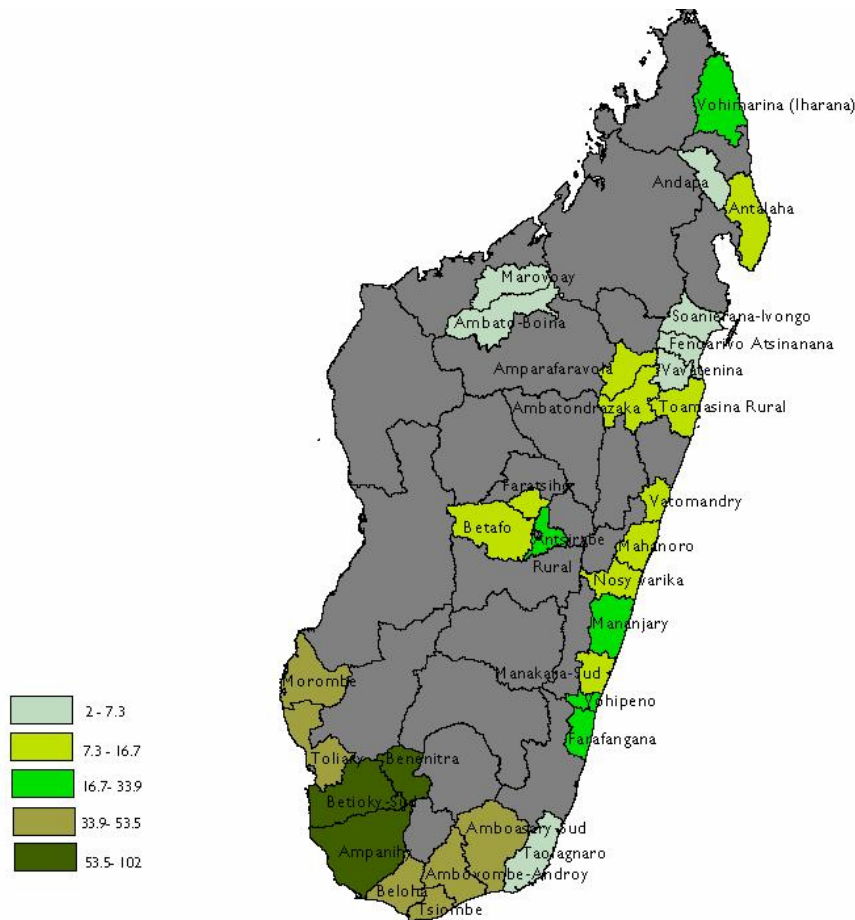 Vohimarina (Iharana)
Andapa
Antalaha
Marovoay
Soanierana-Ivongo
Ambato-Boina
Fenoarivo Atsinanana
Amparafaravola
Vavatenina
Ambatondrazaka
Toamasina Rural
Faratsiho
Vatomandry
Betafo
Antsirabe
Rural
Mahanoro
Nosy varika
Mananjary
Manakara-Sud
Morombe
Vohipeno
Farafangana
Toliary
Benenitra
Betioky-Sud
Amboasary-Sud
Ampanihy
Taolagnaro
Ambovombe-Androy
Beloha
Tsiombe
2 - 7.3
7.3 - 16.7
16.7- 33.9
33.9- 53.5
53.5- 102